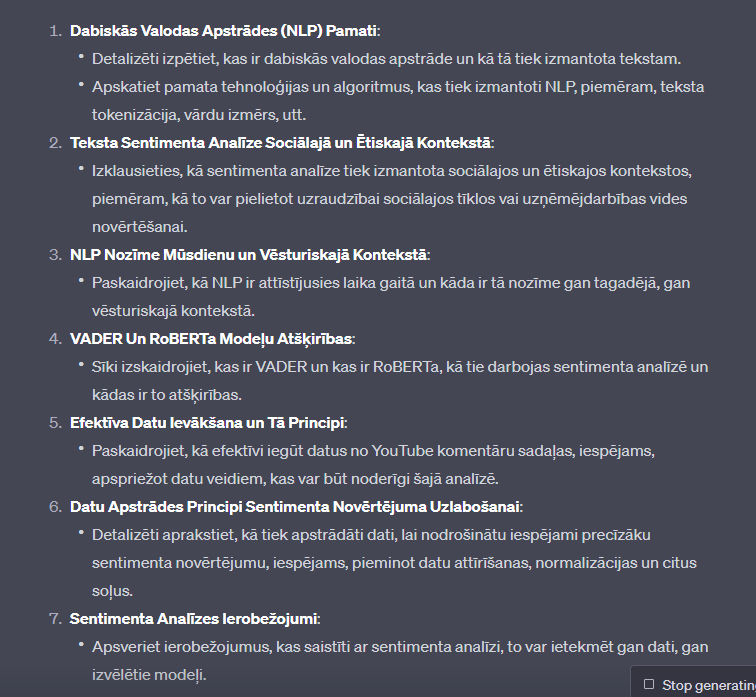 1. Dabiskās Valodas Apstrādes (NLP) Pamati:
• Detalizēti izpētiet, kas ir dabiskās valodas apstrāde un kā tā tiek izmantota tekstam.
• Apskatiet pamata tehnoloģijas un algoritmus, kas tiek izmantoti NLP, piemēram, teksta
tokenizācija, vārdu izmērs, utt.
2. Teksta Sentimenta Analīze Sociālajā un Ētiskajā Kontekstā:
• Izklausieties, kā sentimenta analīze tiek izmantota sociālajos un ētiskajos kontekstos,
piemēram, kā to var pielietot uzraudzībai sociālajos tīklos vai uzņēmējdarbības vides
novērtēšanai.
3. NLP Nozīme Mūsdienu un Vēsturiskajā Kontekstā:
• Paskaidrojiet, kā NLP ir attīstījusies laika gaitā un kāda ir tā nozīme gan tagadējā, gan
vēsturiskajā kontekstā.
4. VADER Un RoBERTa Modeļu Atšķirības:
• Sīki izskaidrojiet, kas ir VADER un kas ir RoBERTa, kā tie darbojas sentimenta analīzē un
kādas ir to atšķirības.
5. Efektīva Datu Ievākšana un Tā Principi:
• Paskaidrojiet, kā efektīvi iegūt datus no YouTube komentāru sadaļas, iespējams,
apspriežot datu veidiem, kas var būt noderīgi šajā analīzē.
6. Datu Apstrādes Principi Sentimenta Novērtējuma Uzlabošanai:
• Detalizēti aprakstiet, kā tiek apstrādāti dati, lai nodrošinātu iespējami precīzāku
sentimenta novērtējumu, iespējams, pieminot datu attīrīšanas, normalizācijas un citus
soļus.
7. Sentimenta Analīzes Ierobežojumi:
• Apsveriet ierobežojumus, kas saistīti ar sentimenta analīzi, to var ietekmēt gan dati, gan
izvēlētie modeļi.
Stop generatin